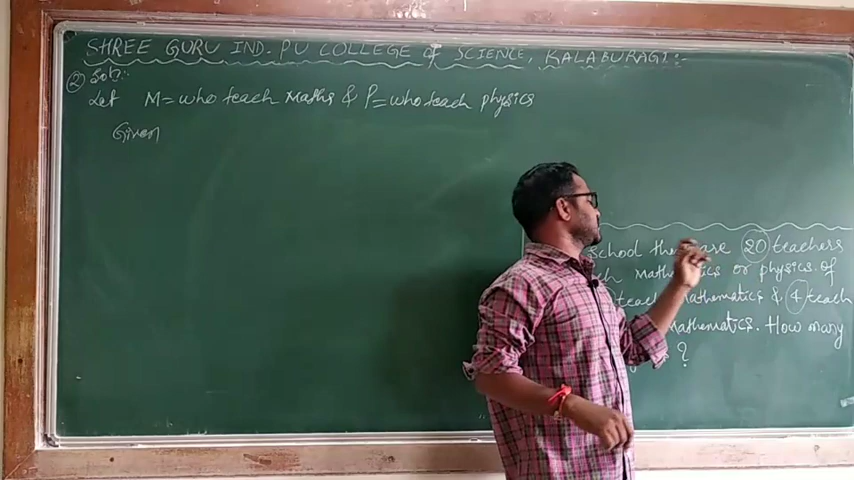 SHREE GURU IND. PU COLLEGE of SCIENCE, KALABURAGI :-
②
Let M = who teach Maths & P = who teach physics
Given
school there are 20 teachers
mathematics or physics. of
teach mathematics & 4 teach
mathematics. How many
?